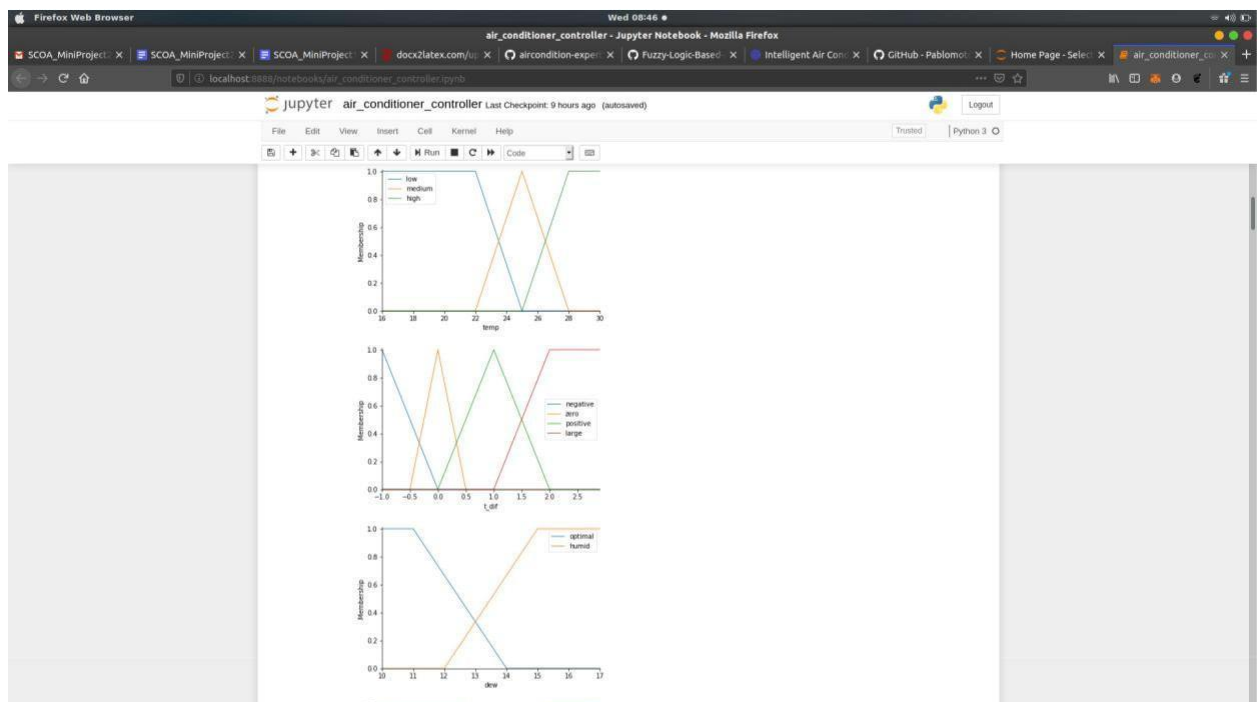 Firefox Web Browser
Wed 08:46
air_conditioner_controller - Jupyter Notebook - Mozilla Firefox
SCOA_MiniProject
SCOA_MiniProject
SCOA_MiniProject
docx2latex.com/up
aircondition-exper
Fuzzy-Logic-Based
Intelligent Air Cond
GitHub - Pablomo
Home Page - Select
air_conditioner_co
localhost:8888/notebooks/air_conditioner_controller.ipynb
Jupyter air_conditioner_controller Last Checkpoint: 9 hours ago (autosaved)
Logout
File Edit View Insert Cell Kernel Help
Trusted
Python 3
Run
Code
1.0
0.8
0.6
0.4
0.2
0.0
Membership
low
medium
high
16 18 20 22 24 26 28 30
temp
1.0
0.8
0.6
0.4
0.2
0.0
Membership
negative
zero
positive
large
−1.0 −0.5 0.0 0.5 1.0 1.5 2.0 2.5
t_dif
1.0
0.8
0.6
0.4
0.2
0.0
Membership
optimal
humid
10 11 12 13 14 15 16 17
dew